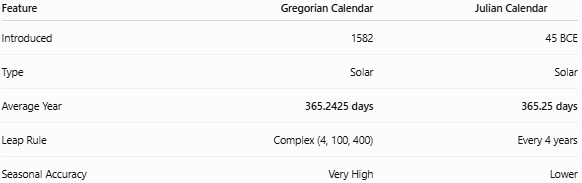 Feature Gregorian Calendar Julian Calendar
Introduced 1582 45 BCE
Type Solar Solar
Average Year 365.2425 days 365.25 days
Leap Rule Complex (4, 100, 400) Every 4 years
Seasonal Accuracy Very High Lower